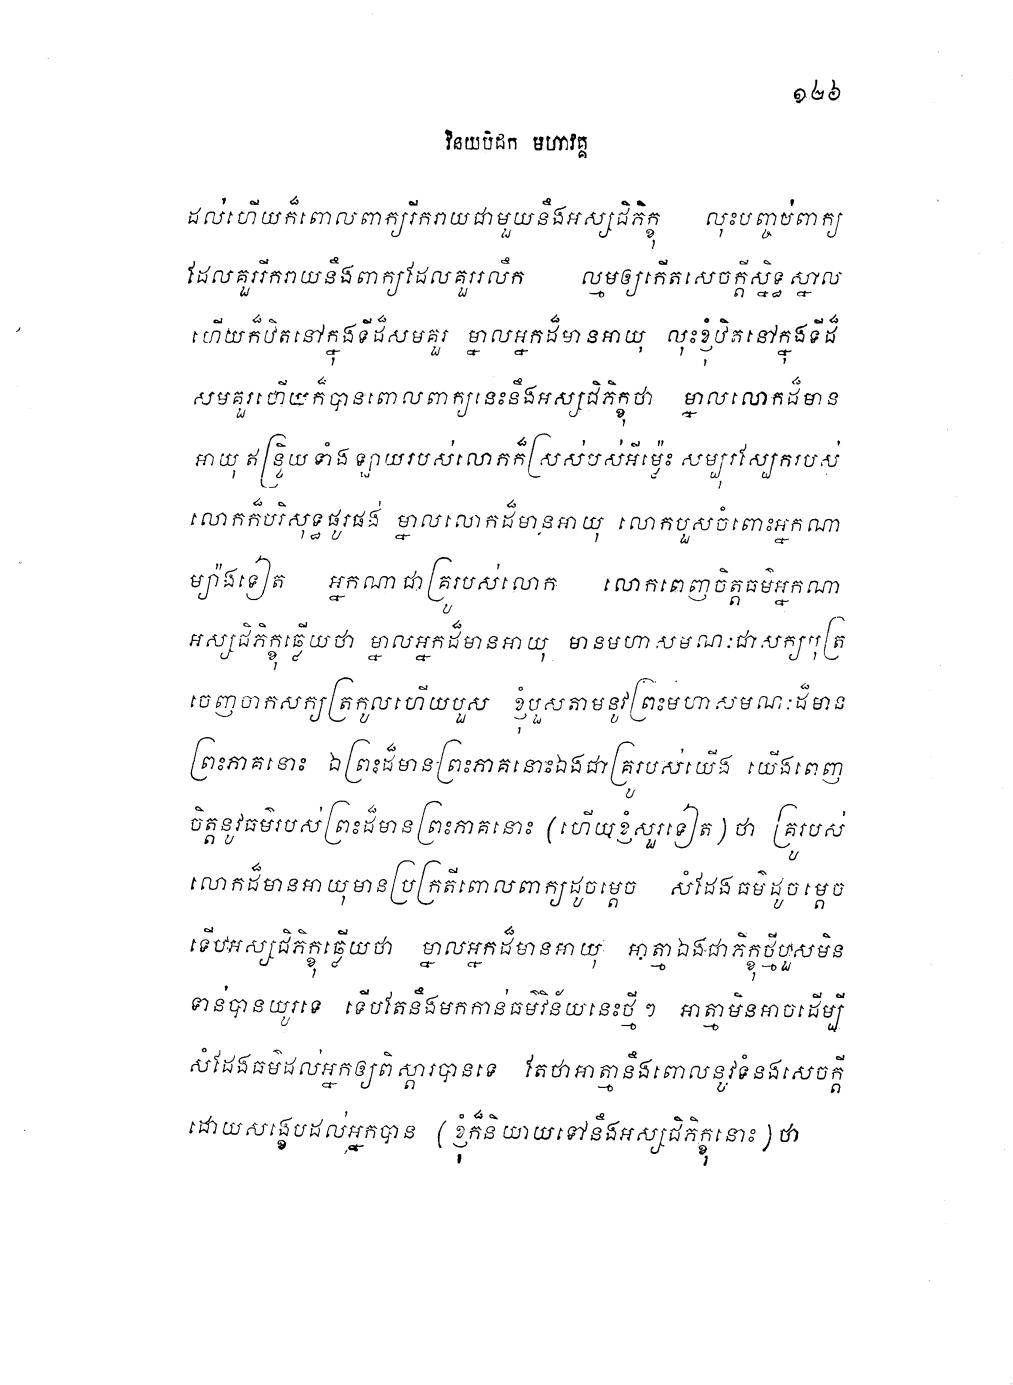 ១៤៦
វិនយបិដក មហាវគ្គ
ដល់ហើយក៏ពោលពាក្យរីករាយជាមួយនឹងអស្សជិភិក្ខុ លុះបញ្ចប់ពាក្យ
ដែលគួររីករាយនឹងពាក្យដែលគួររលឹក ល្មមឲ្យកើតសេចក្តីស្និទ្ធស្នាល
ហើយក៏ឋិតនៅក្នុងទីដ៏សមគួរ ម្នាលអ្នកដ៏មានអាយុ លុះខ្ញុំឋិតនៅក្នុងទីដ៏
សមគួរហើយក៏បានពោលពាក្យនេះនឹងអស្សជិភិក្ខុថា ម្នាលលោកដ៏មាន
អាយុ ឥន្ទ្រិយទាំងឡាយរបស់លោកក៏ស្រស់បស់អីម្ល៉េះ សម្បុរស្បែករបស់
លោកក៏បរិសុទ្ធផូរផង់ ម្នាលលោកដ៏មានអាយុ លោកបួសចំពោះអ្នកណា
ម្យ៉ាងទៀត អ្នកណាជាគ្រូរបស់លោក លោកពេញចិត្តធម៌អ្នកណា
អស្សជិភិក្ខុឆ្លើយថា ម្នាលអ្នកដ៏មានអាយុ មានមហាសមណៈជាសក្យបុត្រ
ចេញចាកសក្យត្រកូលហើយបួស ខ្ញុំបួសតាមនូវព្រះមហាសមណៈដ៏មាន
ព្រះភាគនោះ ឯព្រះដ៏មានព្រះភាគនោះឯងជាគ្រូរបស់យើង យើងពេញ
ចិត្តនូវធម៌របស់ព្រះដ៏មានព្រះភាគនោះ (ហើយខ្ញុំសួរទៀត) ថា គ្រូរបស់
លោកដ៏មានអាយុមានប្រក្រតីពោលពាក្យដូចម្តេច សំដែងធម៌ដូចម្តេច
ទើបអស្សជិភិក្ខុឆ្លើយថា ម្នាលអ្នកដ៏មានអាយុ អាត្មាឯងជាភិក្ខុថ្មីបួសមិន
ទាន់បានយូរទេ ទើបតែនឹងមកកាន់ធម៌វិន័យនេះថ្មីៗ អាត្មាមិនអាចដើម្បី
សំដែងធម៌ដល់អ្នកឲ្យពិស្តារបានទេ តែថាអាត្មានឹងពោលនូវទំនងសេចក្តី
ដោយសង្ខេបដល់អ្នកបាន (ខ្ញុំក៏និយាយទៅនឹងអស្សជិភិក្ខុនោះ) ថា